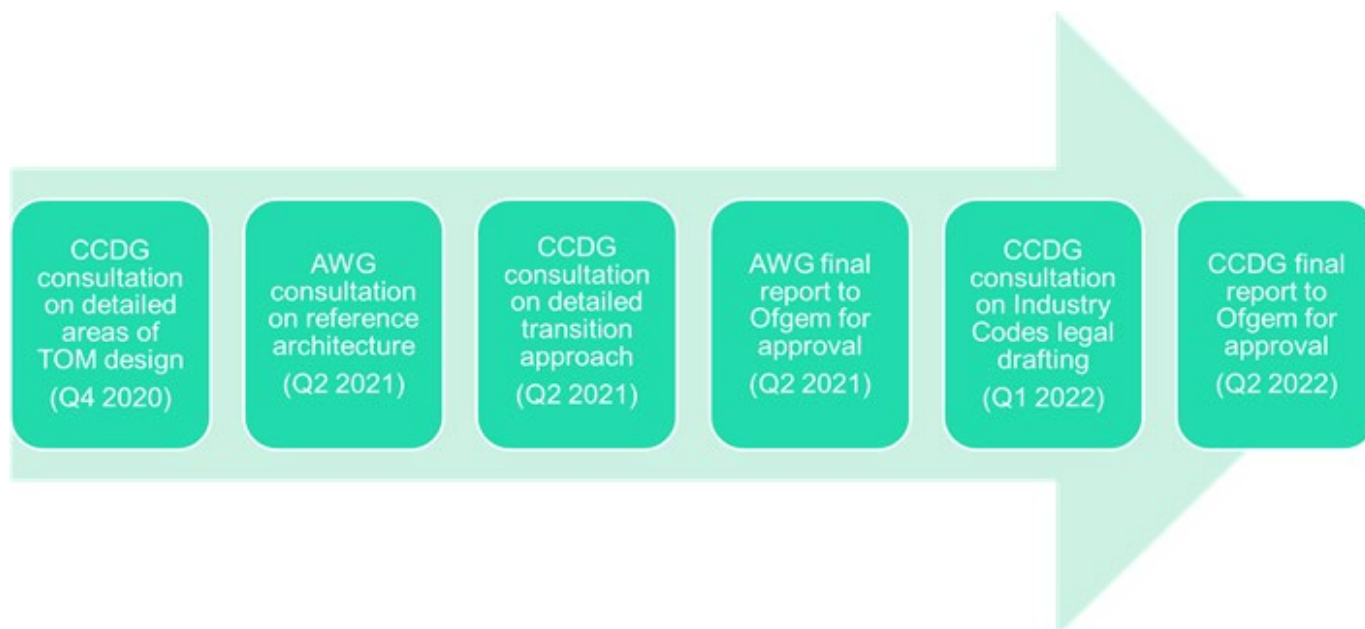 CCDG
consultation
on detailed
areas of
TOM design
(Q4 2020)
AWG
consultation
on reference
architecture
(Q2 2021)
CCDG
consultation
on detailed
transition
approach
(Q2 2021)
AWG final
report to
Ofgem for
approval
(Q2 2021)
CCDG
consultation
on Industry
Codes legal
drafting
(Q1 2022)
CCDG final
report to
Ofgem for
approval
(Q2 2022)